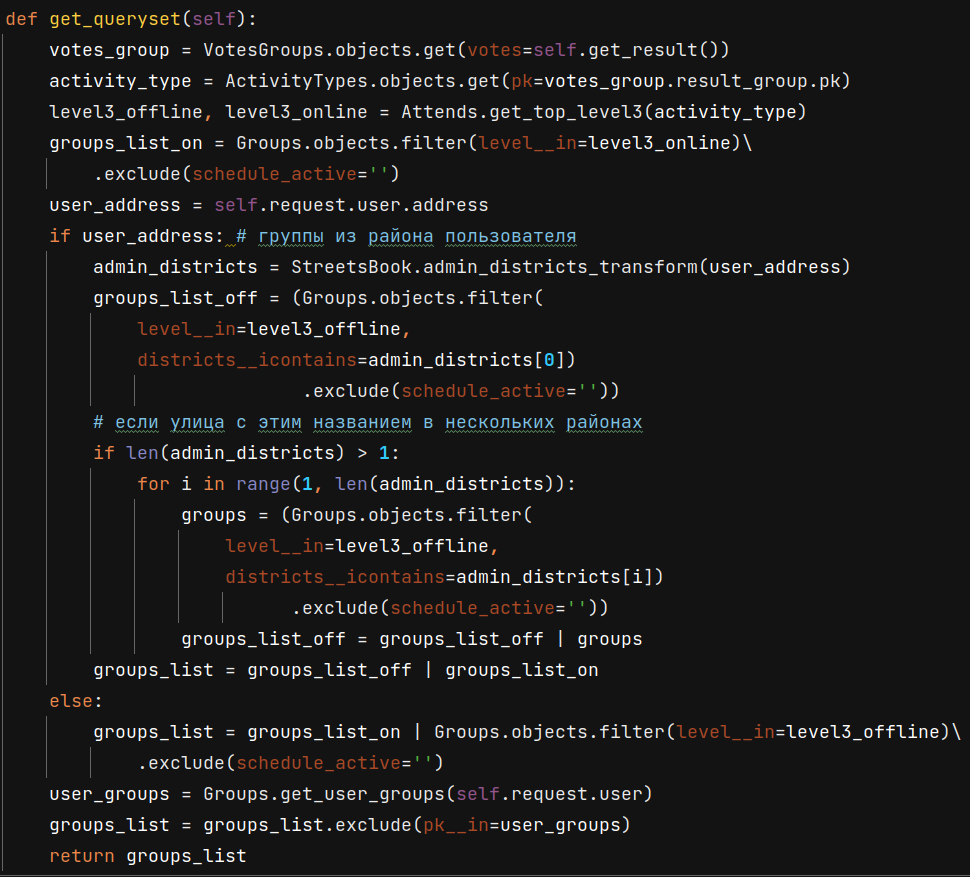 def get_queryset(self):
    votes_group = VotesGroups.objects.get(votes=self.get_result())
    activity_type = ActivityTypes.objects.get(pk=votes_group.result_group.pk)
    level3_offline, level3_online = Attends.get_top_level3(activity_type)
    groups_list_on = Groups.objects.filter(level__in=level3_online)\
        .exclude(schedule_active='')
    user_address = self.request.user.address
    if user_address: # группы из района пользователя
        admin_districts = StreetsBook.admin_districts_transform(user_address)
        groups_list_off = (Groups.objects.filter(
            level__in=level3_offline,
            districts__icontains=admin_districts[0])
                           .exclude(schedule_active=''))
        # если улица с этим названием в нескольких районах
        if len(admin_districts) > 1:
            for i in range(1, len(admin_districts)):
                groups = (Groups.objects.filter(
                    level__in=level3_offline,
                    districts__icontains=admin_districts[i])
                          .exclude(schedule_active=''))
                groups_list_off = groups_list_off | groups
        groups_list = groups_list_off | groups_list_on
    else:
        groups_list = groups_list_on | Groups.objects.filter(level__in=level3_offline)\
            .exclude(schedule_active='')
    user_groups = Groups.get_user_groups(self.request.user)
    groups_list = groups_list.exclude(pk__in=user_groups)
    return groups_list